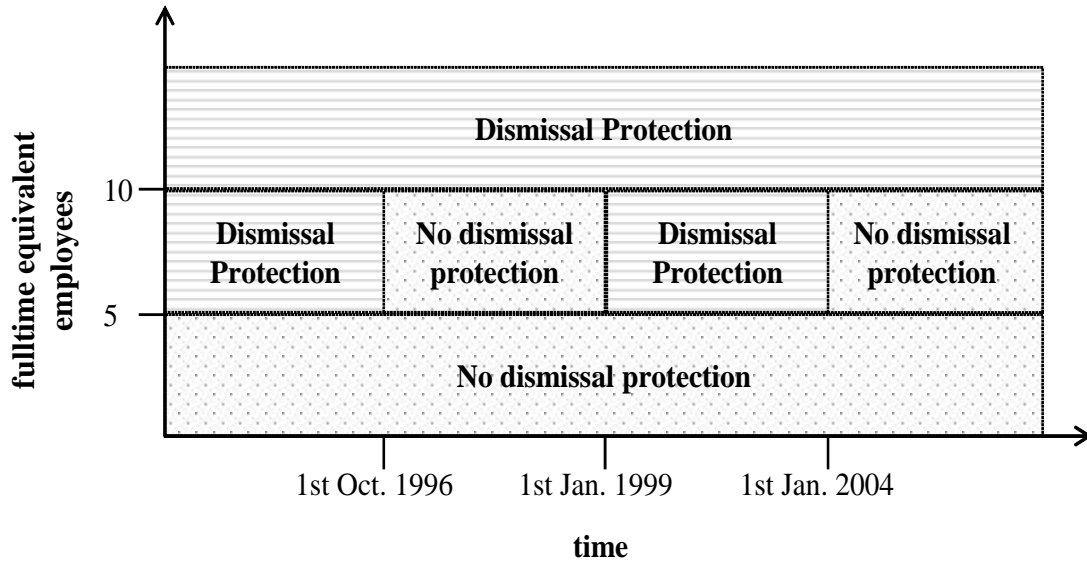 Dismissal Protection
fulltime equivalent
employees
10
Dismissal
Protection
No dismissal
protection
Dismissal
Protection
No dismissal
protection
5
No dismissal protection
1st Oct. 1996
1st Jan. 1999
1st Jan. 2004
time